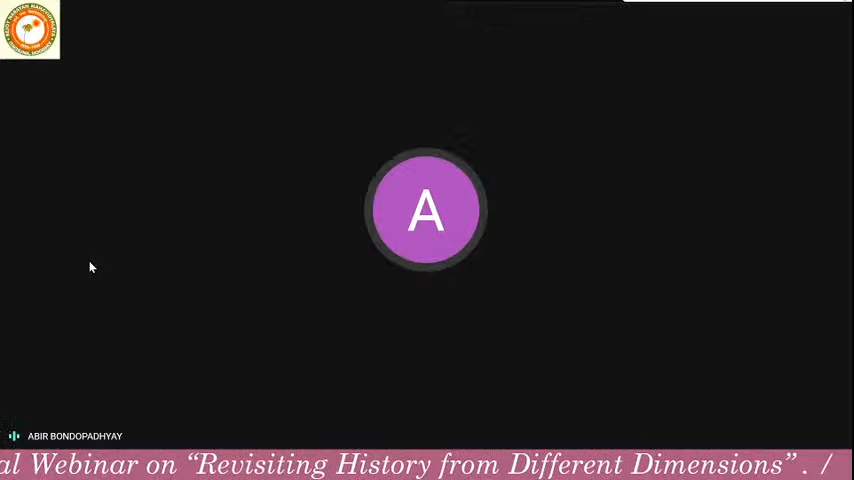 A
ABIR BONDOPADHYAY
al Webinar on “Revisiting History from Different Dimensions” . /